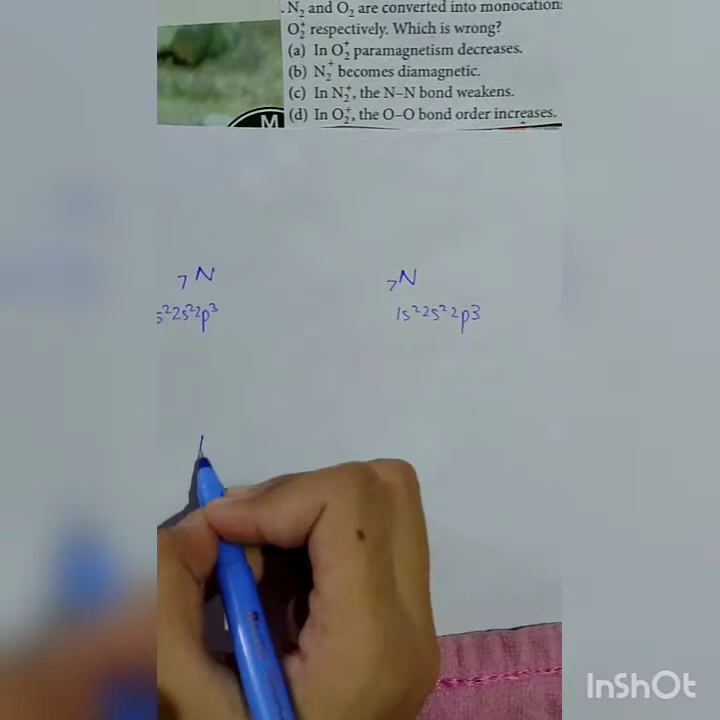 . N₂ and O₂ are converted into monocation
O₂⁺ respectively. Which is wrong?
(a) In O₂⁺ paramagnetism decreases.
(b) N₂⁺ becomes diamagnetic.
(c) In N₂⁺, the N–N bond weakens.
(d) In O₂⁺, the O–O bond order increases.
M
₇N ₇N
s²2s²2p³ 1s²2s²2p3
InShOt